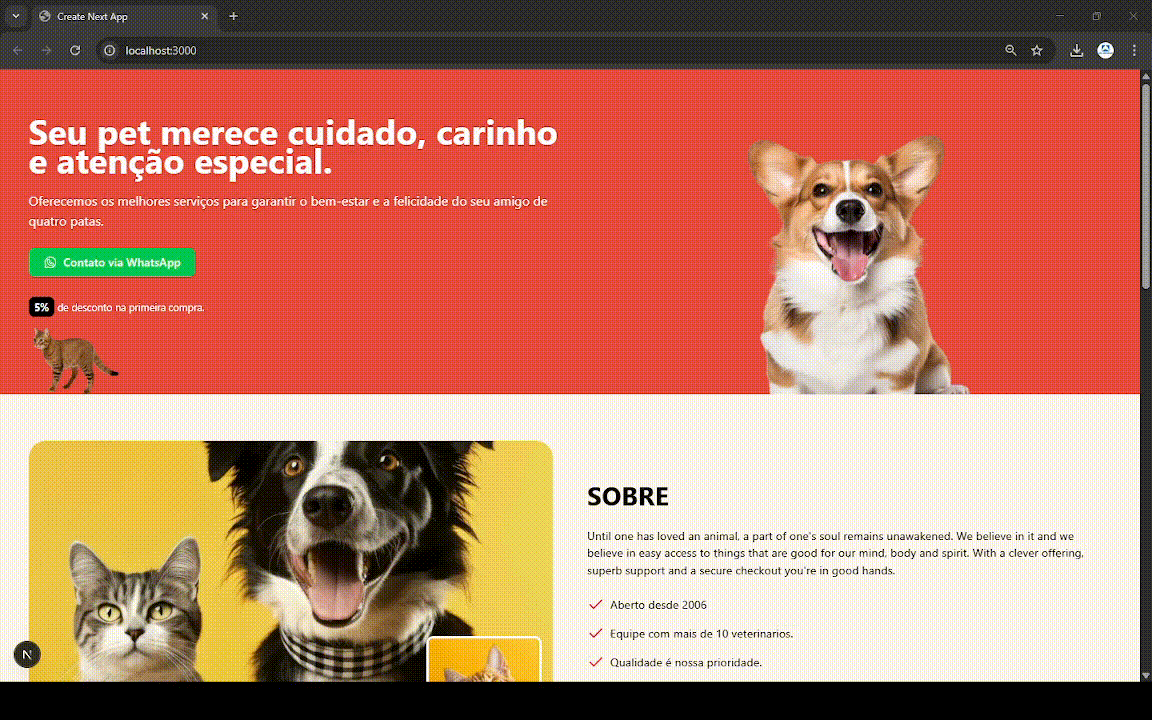 Create Next App
localhost:3000
Seu pet merece cuidado, carinho
e atenção especial.
Oferecemos os melhores serviços para garantir o bem-estar e a felicidade do seu amigo de
quatro patas.
Contato via WhatsApp
5% de desconto na primeira compra.
SOBRE
Until one has loved an animal, a part of one's soul remains unawakened. We believe in it and we
believe in easy access to things that are good for our mind, body and spirit. With a clever offering,
superb support and a secure checkout you're in good hands.
Aberto desde 2006
Equipe com mais de 10 veterinarios.
Qualidade é nossa prioridade.
N